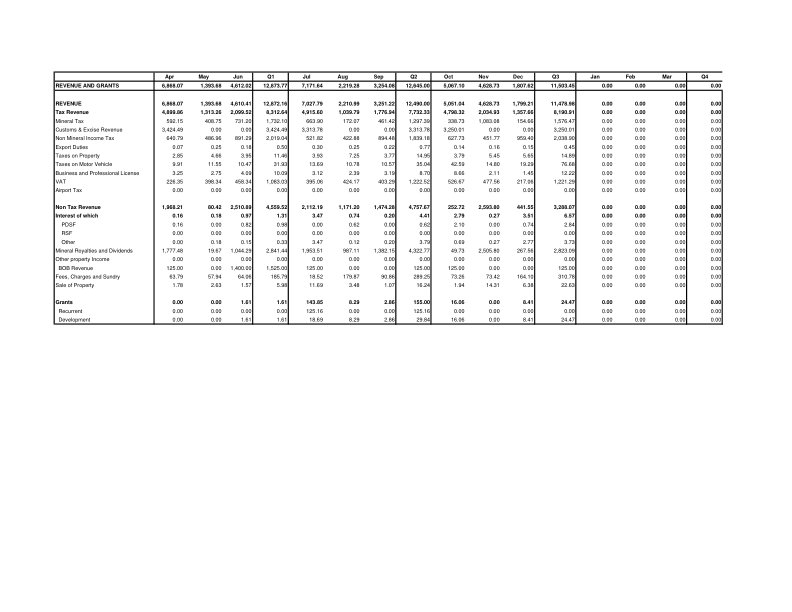 Apr May Jun Q1 Jul Aug Sep Q2 Oct Nov Dec Q3 Jan Feb Mar Q4
REVENUE AND GRANTS 6,868.07 1,393.68 4,612.02 12,873.77 7,171.64 2,219.28 3,254.08 12,645.00 5,067.10 4,628.73 1,807.62 11,503.45 0.00 0.00 0.00 0.00
REVENUE 6,868.07 1,393.68 4,610.41 12,872.16 7,027.79 2,210.99 3,251.22 12,490.00 5,051.04 4,628.73 1,799.21 11,478.98 0.00 0.00 0.00 0.00
Tax Revenue 4,899.86 1,313.26 2,099.52 8,312.64 4,915.60 1,039.79 1,776.94 7,732.33 4,798.32 2,034.93 1,357.66 8,190.91 0.00 0.00 0.00 0.00
Mineral Tax 592.15 408.75 731.20 1,732.10 663.90 172.07 461.42 1,297.39 338.73 1,083.08 154.66 1,576.47 0.00 0.00 0.00 0.00
Customs & Excise Revenue 3,424.49 0.00 0.00 3,424.49 3,313.78 0.00 0.00 3,313.78 3,250.01 0.00 0.00 3,250.01 0.00 0.00 0.00 0.00
Non Mineral Income Tax 640.79 486.96 891.29 2,019.04 521.82 422.88 894.48 1,839.18 627.73 451.77 959.40 2,038.90 0.00 0.00 0.00 0.00
Export Duties 0.07 0.25 0.18 0.50 0.30 0.25 0.22 0.77 0.14 0.16 0.15 0.45 0.00 0.00 0.00 0.00
Taxes on Property 2.85 4.66 3.95 11.46 3.93 7.25 3.77 14.95 3.79 5.45 5.65 14.89 0.00 0.00 0.00 0.00
Taxes on Motor Vehicle 9.91 11.55 10.47 31.93 13.69 10.78 10.57 35.04 42.59 14.80 19.29 76.68 0.00 0.00 0.00 0.00
Business and Professional License 3.25 2.75 4.09 10.09 3.12 2.39 3.19 8.70 8.66 2.11 1.45 12.22 0.00 0.00 0.00 0.00
VAT 226.35 398.34 458.34 1,083.03 395.06 424.17 403.29 1,222.52 526.67 477.56 217.06 1,221.29 0.00 0.00 0.00 0.00
Airport Tax 0.00 0.00 0.00 0.00 0.00 0.00 0.00 0.00 0.00 0.00 0.00 0.00 0.00 0.00 0.00 0.00
Non Tax Revenue 1,968.21 80.42 2,510.89 4,559.52 2,112.19 1,171.20 1,474.28 4,757.67 252.72 2,593.80 441.55 3,288.07 0.00 0.00 0.00 0.00
Interest of which 0.16 0.18 0.97 1.31 3.47 0.74 0.20 4.41 2.79 0.27 3.51 6.57 0.00 0.00 0.00 0.00
PDSF 0.16 0.00 0.82 0.98 0.00 0.62 0.00 0.62 2.10 0.00 0.74 2.84 0.00 0.00 0.00 0.00
RSF 0.00 0.00 0.00 0.00 0.00 0.00 0.00 0.00 0.00 0.00 0.00 0.00 0.00 0.00 0.00 0.00
Other 0.00 0.18 0.15 0.33 3.47 0.12 0.20 3.79 0.69 0.27 2.77 3.73 0.00 0.00 0.00 0.00
Mineral Royalties and Dividends 1,777.48 19.67 1,044.29 2,841.44 1,953.51 987.11 1,382.15 4,322.77 49.73 2,505.80 267.56 2,823.09 0.00 0.00 0.00 0.00
Other property Income 0.00 0.00 0.00 0.00 0.00 0.00 0.00 0.00 0.00 0.00 0.00 0.00 0.00 0.00 0.00 0.00
BOB Revenue 125.00 0.00 1,400.00 1,525.00 125.00 0.00 0.00 125.00 125.00 0.00 0.00 125.00 0.00 0.00 0.00 0.00
Fees, Charges and Sundry 63.79 57.94 64.06 185.79 18.52 179.87 90.86 289.25 73.26 73.42 164.10 310.78 0.00 0.00 0.00 0.00
Sale of Property 1.78 2.63 1.57 5.98 11.69 3.48 1.07 16.24 1.94 14.31 6.38 22.63 0.00 0.00 0.00 0.00
Grants 0.00 0.00 1.61 1.61 143.85 8.29 2.86 155.00 16.06 0.00 8.41 24.47 0.00 0.00 0.00 0.00
Recurrent 0.00 0.00 0.00 0.00 125.16 0.00 0.00 125.16 0.00 0.00 0.00 0.00 0.00 0.00 0.00 0.00
Development 0.00 0.00 1.61 1.61 18.69 8.29 2.86 29.84 16.06 0.00 8.41 24.47 0.00 0.00 0.00 0.00